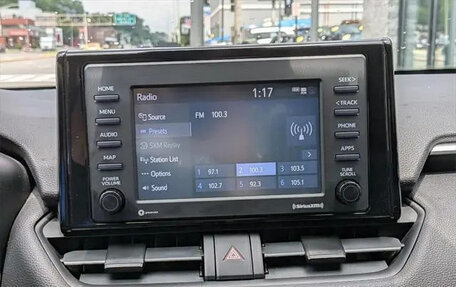 Radio
1:17
Source
FM 100.3
Presets
SXM Replay
Station List
Options
Sound
1 97.1 2 100.3 3 103.5
4 102.7 5 92.3 6 105.1
HOME
MENU
AUDIO
MAP
POWER
VOLUME
SEEK>
<TRACK
PHONE
APPS
TUNE
SCROLL
SiriusXM